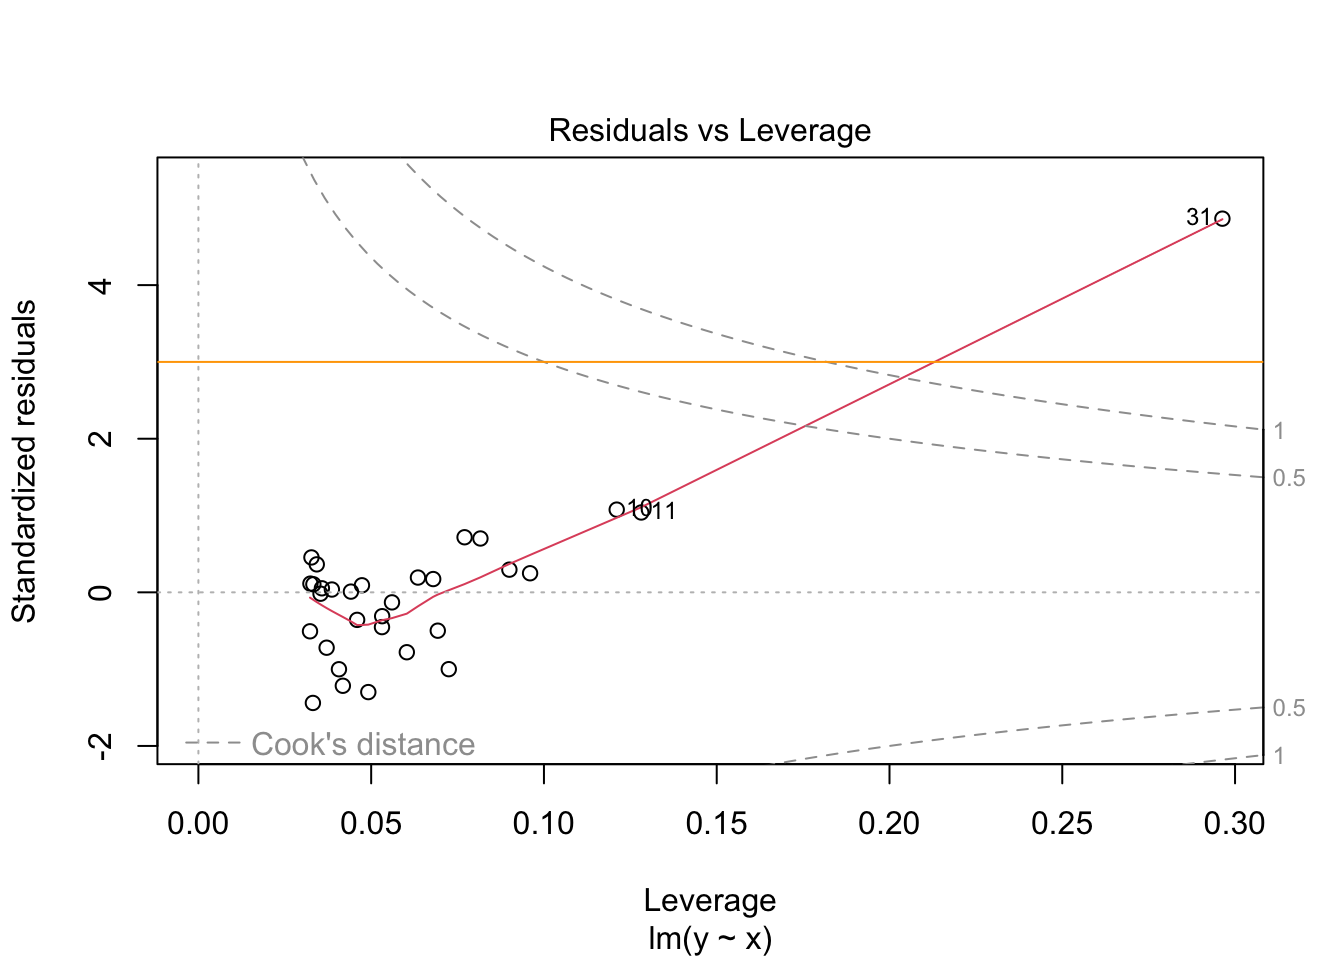 Residuals vs Leverage
Standardized residuals
4
2
0
-2
31
10
11
1
0.5
0.5
1
Cook's distance
0.00 0.05 0.10 0.15 0.20 0.25 0.30
Leverage
lm(y ~ x)